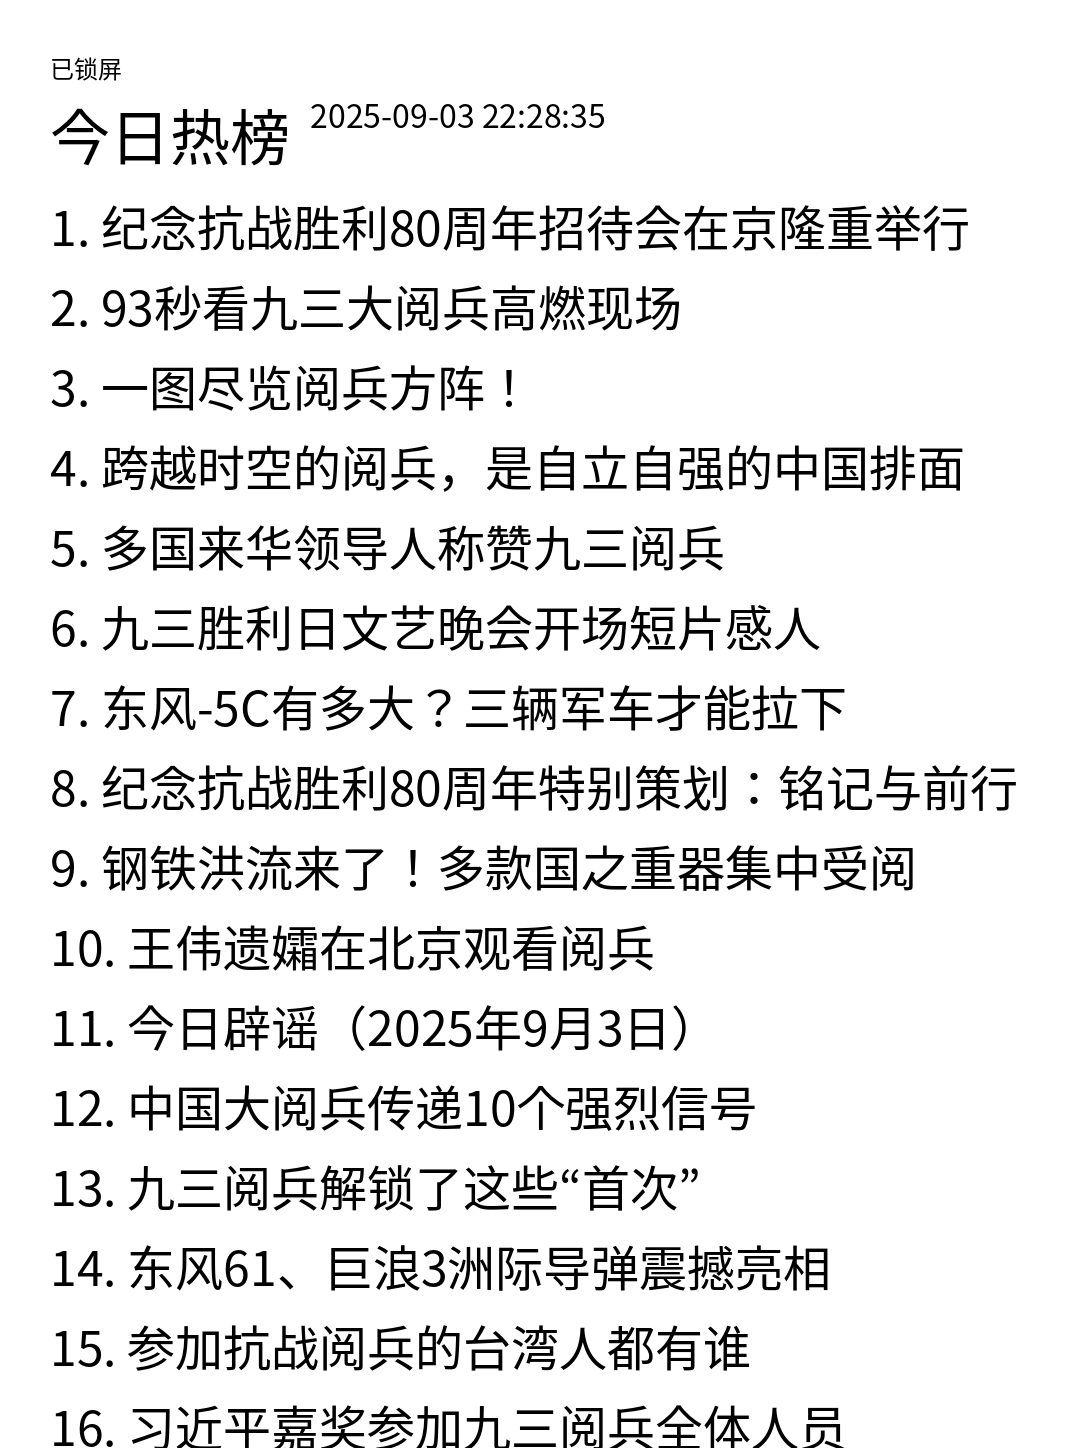 已锁屏
今日热榜 2025-09-03 22:28:35
1. 纪念抗战胜利80周年招待会在京隆重举行
2. 93秒看九三大阅兵高燃现场
3. 一图尽览阅兵方阵！
4. 跨越时空的阅兵，是自立自强的中国排面
5. 多国来华领导人称赞九三阅兵
6. 九三胜利日文艺晚会开场短片感人
7. 东风-5C有多大？三辆军车才能拉下
8. 纪念抗战胜利80周年特别策划：铭记与前行
9. 钢铁洪流来了！多款国之重器集中受阅
10. 王伟遗孀在北京观看阅兵
11. 今日辟谣（2025年9月3日）
12. 中国大阅兵传递10个强烈信号
13. 九三阅兵解锁了这些“首次”
14. 东风61、巨浪3洲际导弹震撼亮相
15. 参加抗战阅兵的台湾人都有谁
16. 习近平嘉奖参加九三阅兵全体人员